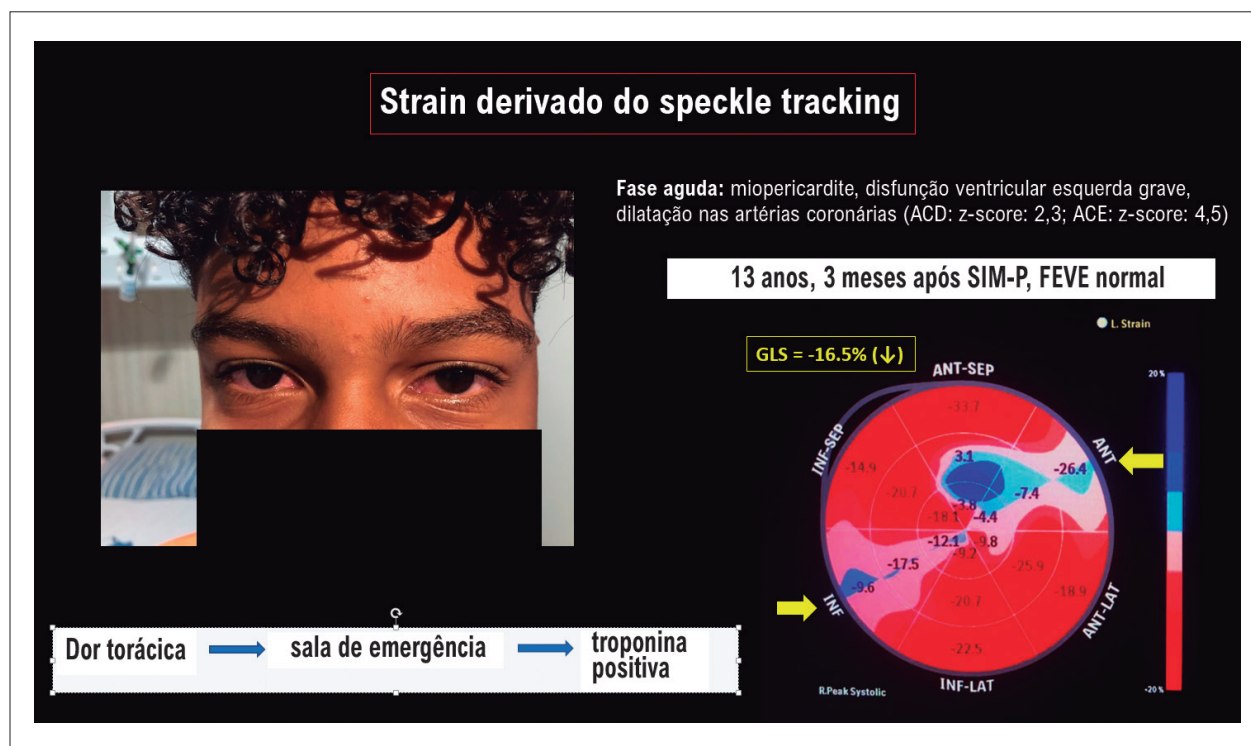 Strain derivado do speckle tracking
Fase aguda: miopericardite, disfunção ventricular esquerda grave,
dilatação nas artérias coronárias (ACD: z-score: 2,3; ACE: z-score: 4,5)
13 anos, 3 meses após SIM-P, FEVE normal
L. Strain
GLS = -16.5% (↓)
ANT-SEP
20 %
-33.7
INF-SEP
ANT
3.1
-14.9
-26.4
-20.7
-7.4
-3.8
-18.1
-4.4
-12.1
-9.8
-9.2
-17.5
-25.9
-9.6
-18.9
INF
-20.7
ANT-LAT
-22.5
INF-LAT
R.Peak Systolic
-20 %
Dor torácica
sala de emergência
troponina
positiva